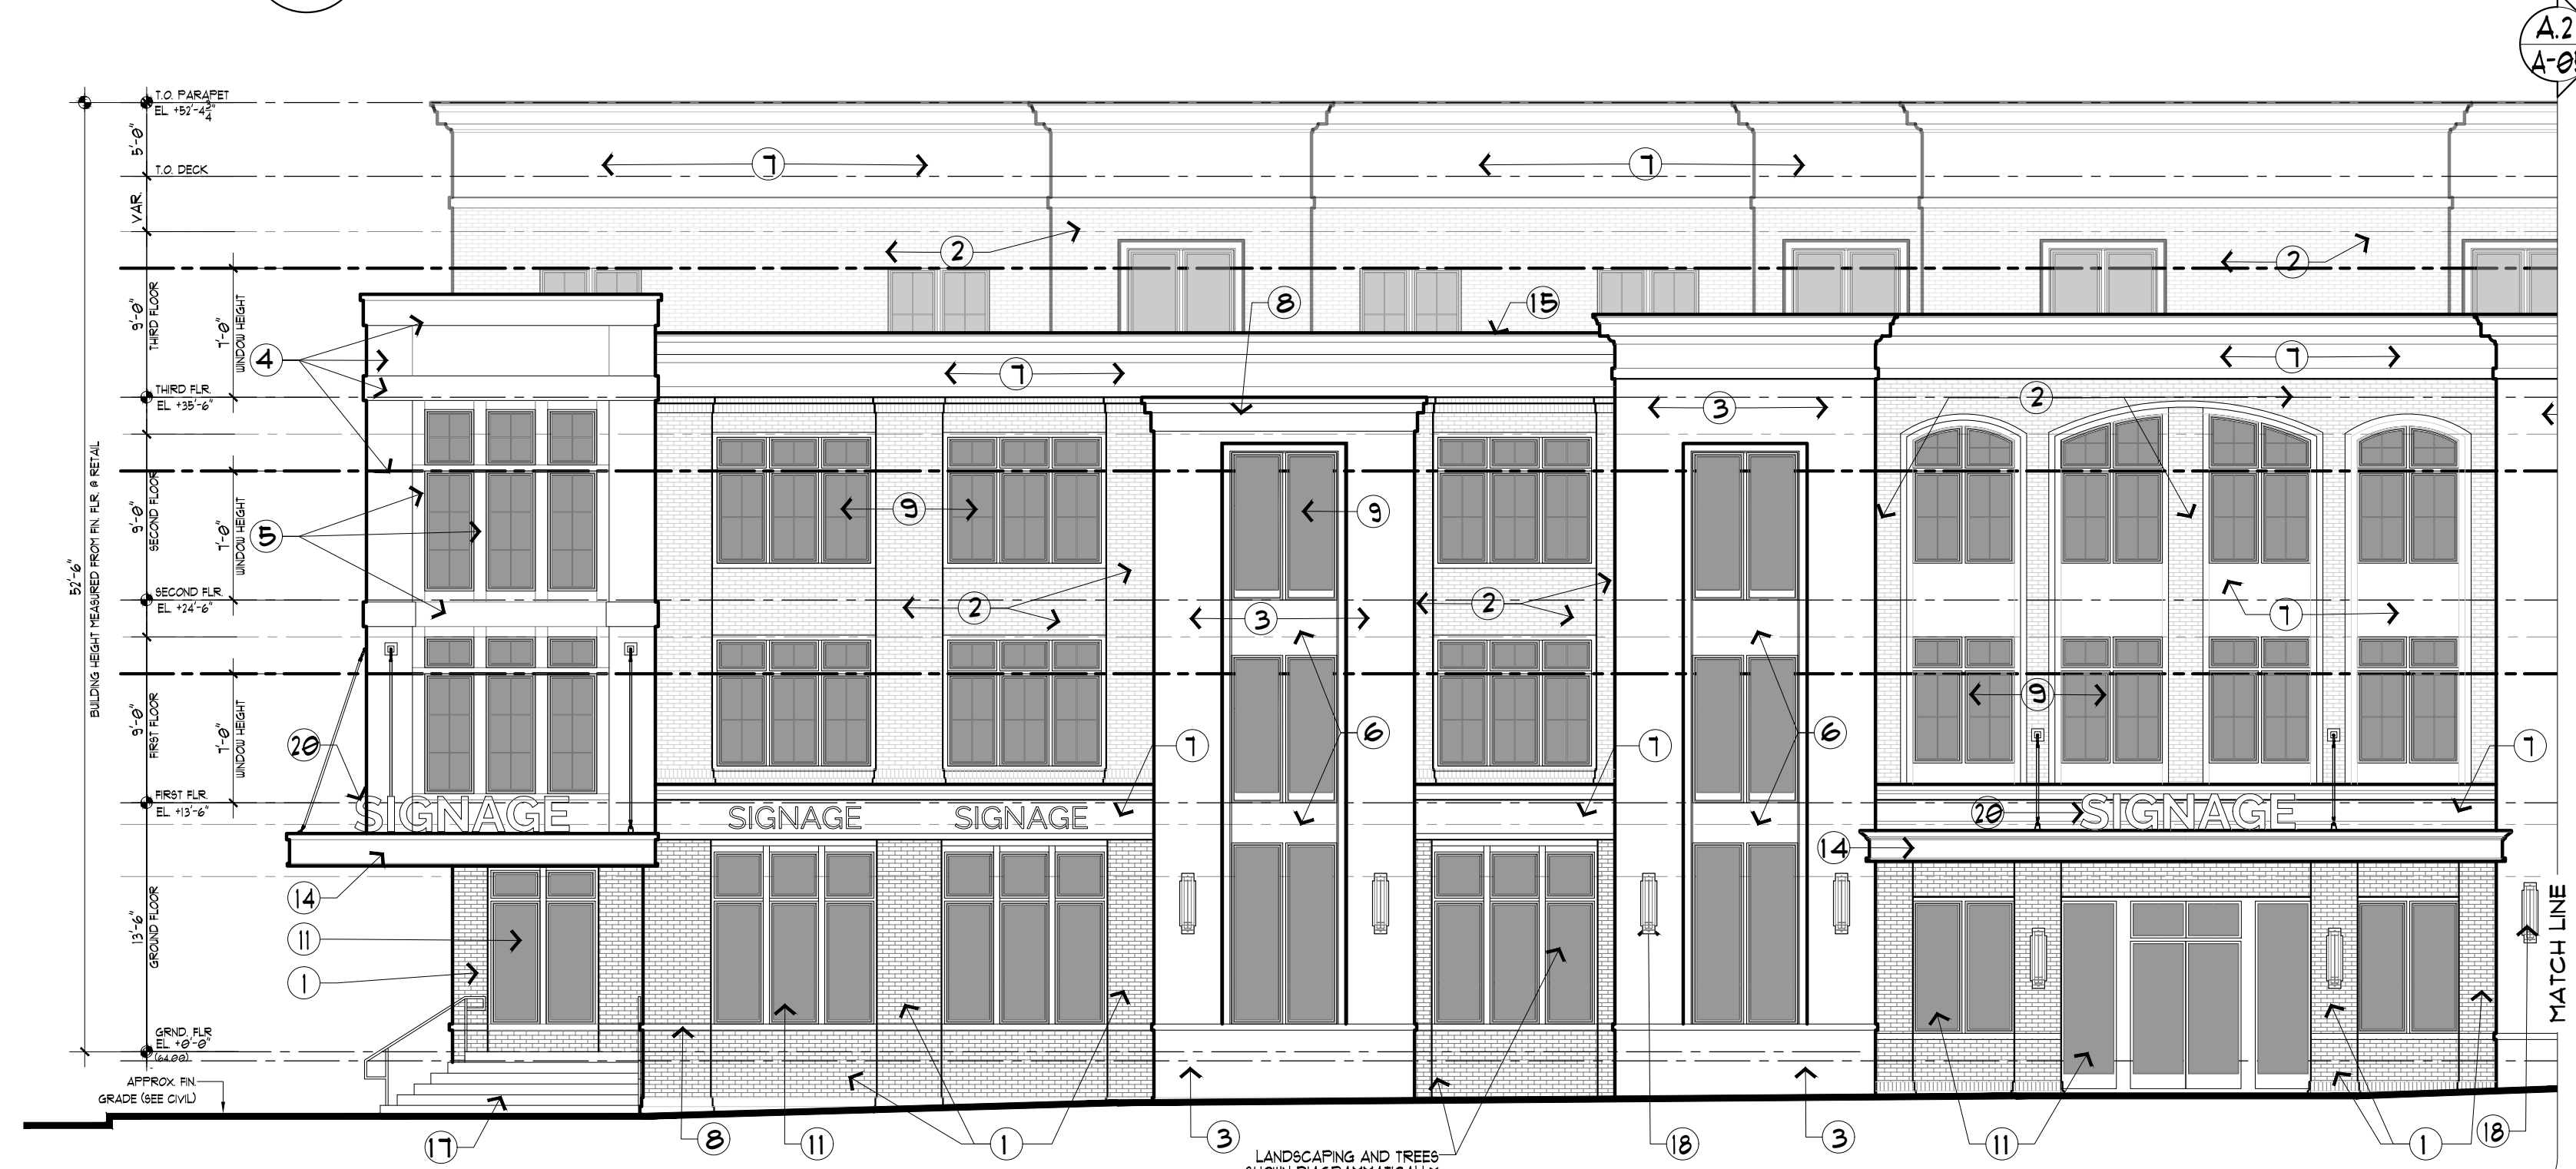 A.2
T.O. PARAPET
EL +52'-4 3/4"
5'-0"
T.O. DECK
VAR.
7
7
2
2
8
15
9'-0"
THIRD FLOOR
7'-0"
WINDOW HEIGHT
4
7
7
3
2
THIRD FLR.
EL +35'-6"
52'-6"
BUILDING HEIGHT MEASURED FROM FIN. FLR @ RETAIL
9'-0"
SECOND FLOOR
7'-0"
WINDOW HEIGHT
5
9
9
2
3
2
7
SECOND FLR.
EL +24'-6"
9'-0"
FIRST FLOOR
7'-0"
WINDOW HEIGHT
20
7
6
7
6
9
7
FIRST FLR.
EL +13'-6"
SIGNAGE
SIGNAGE
SIGNAGE
20
SIGNAGE
14
14
11
1
13'-6"
GROUND FLOOR
MATCH LINE
GRND. FLR
EL +0'-0"
(64.00)
APPROX. FIN.
GRADE (SEE CIVIL)
17
8
11
1
3
18
3
11
1
18
LANDSCAPING AND TREES
SHOWN DIAGRAMMATICALLY